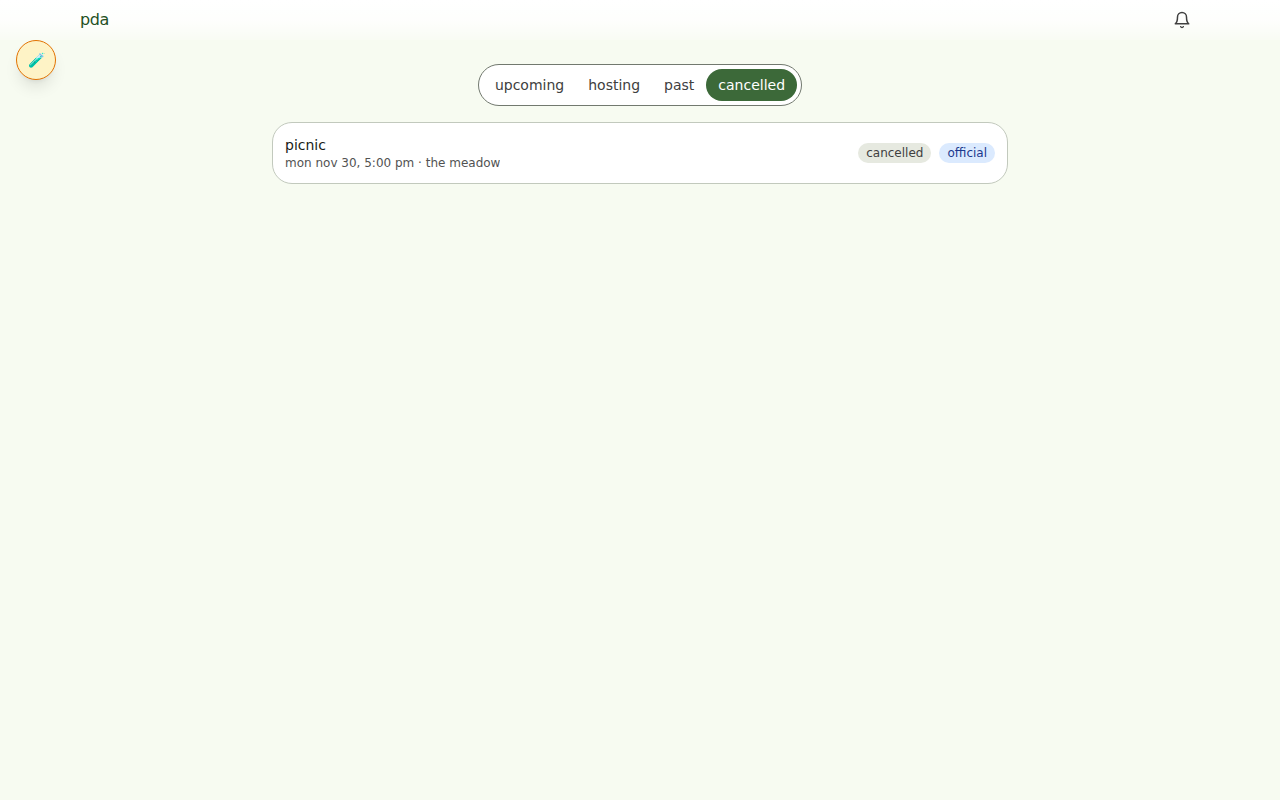 pda
upcoming hosting past cancelled
picnic
mon nov 30, 5:00 pm · the meadow
cancelled official